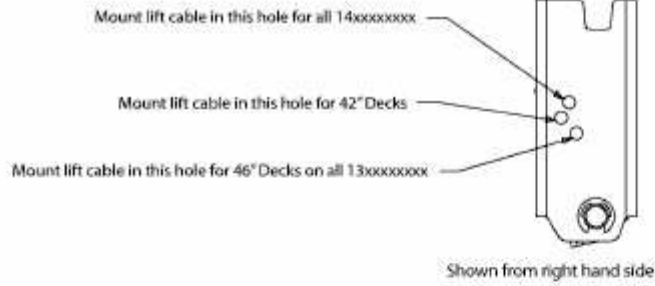 Mount lift cable in this hole for all 14xxxxxxxx
Mount lift cable in this hole for 42" Decks
Mount lift cable in this hole for 46" Decks on all 13xxxxxxxx
Shown from right hand side